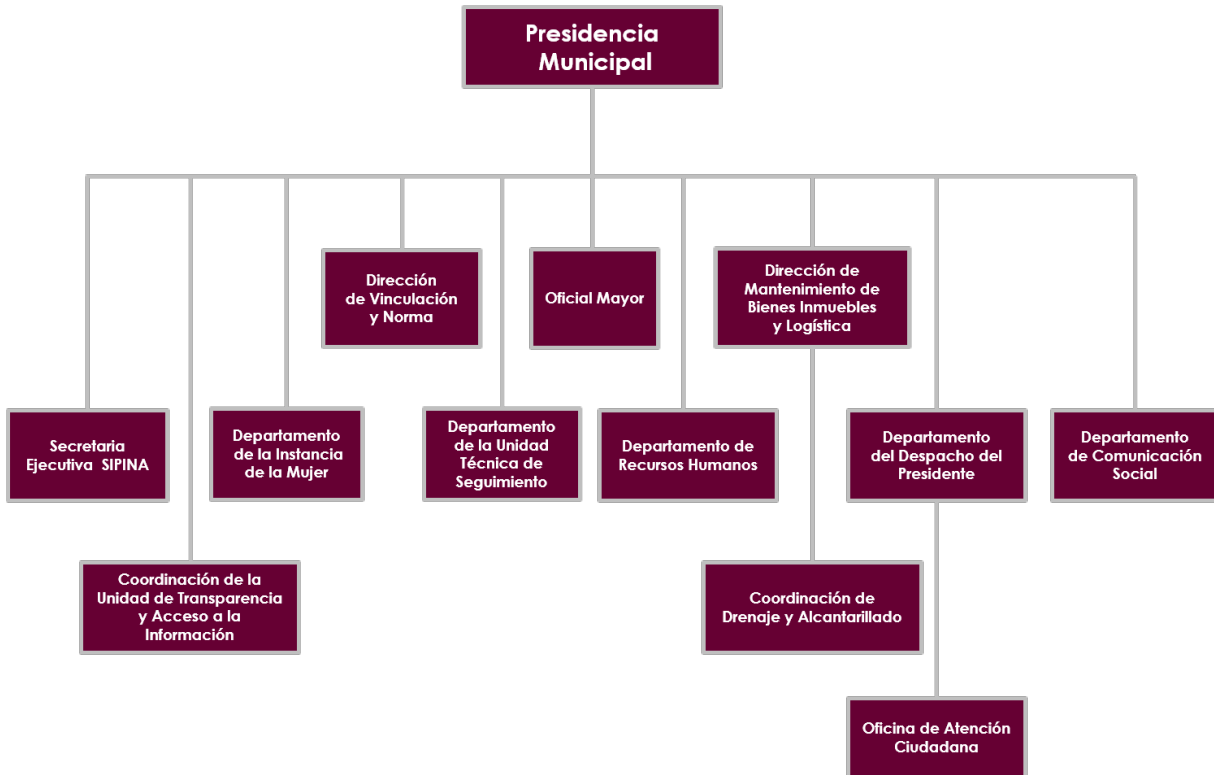 Presidencia
Municipal
Dirección
de Vinculación
y Norma
Oficial Mayor
Dirección de
Mantenimiento de
Bienes Inmuebles
y Logística
Secretaria
Ejecutiva SIPINA
Departamento
de la Instancia
de la Mujer
Departamento
de la Unidad
Técnica de
Seguimiento
Departamento de
Recursos Humanos
Departamento
del Despacho del
Presidente
Departamento
de Comunicación
Social
Coordinación de la
Unidad de Transparencia
y Acceso a la
Información
Coordinación de
Drenaje y Alcantarillado
Oficina de Atención
Ciudadana